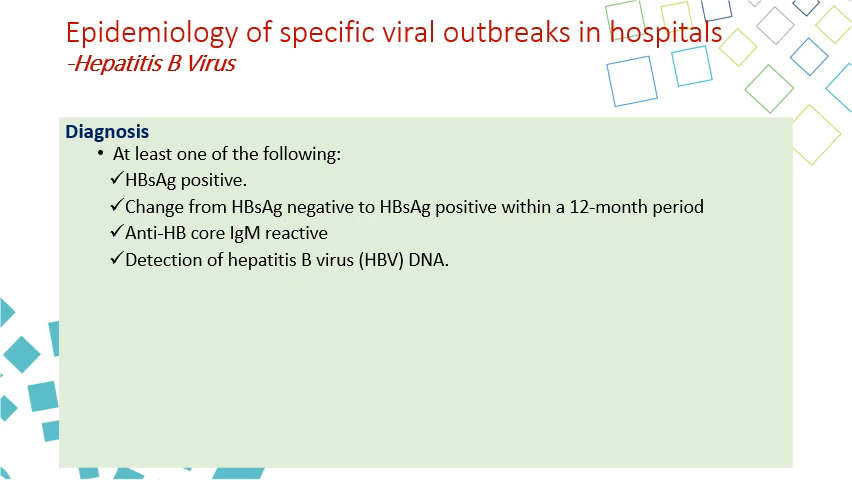 Epidemiology of specific viral outbreaks in hospitals
-Hepatitis B Virus
Diagnosis
• At least one of the following:
✓HBsAg positive.
✓Change from HBsAg negative to HBsAg positive within a 12-month period
✓Anti-HB core IgM reactive
✓Detection of hepatitis B virus (HBV) DNA.